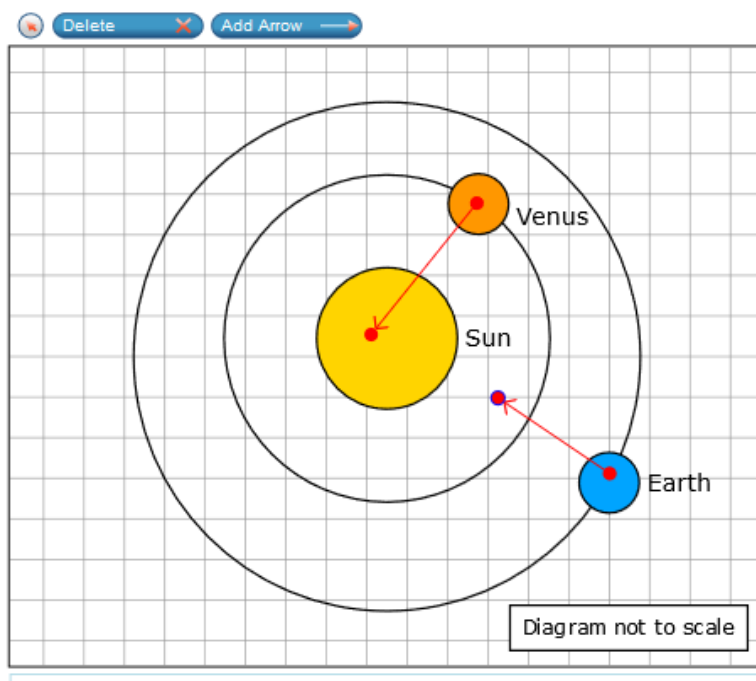 Delete
Add Arrow
Venus
Sun
Earth
Diagram not to scale